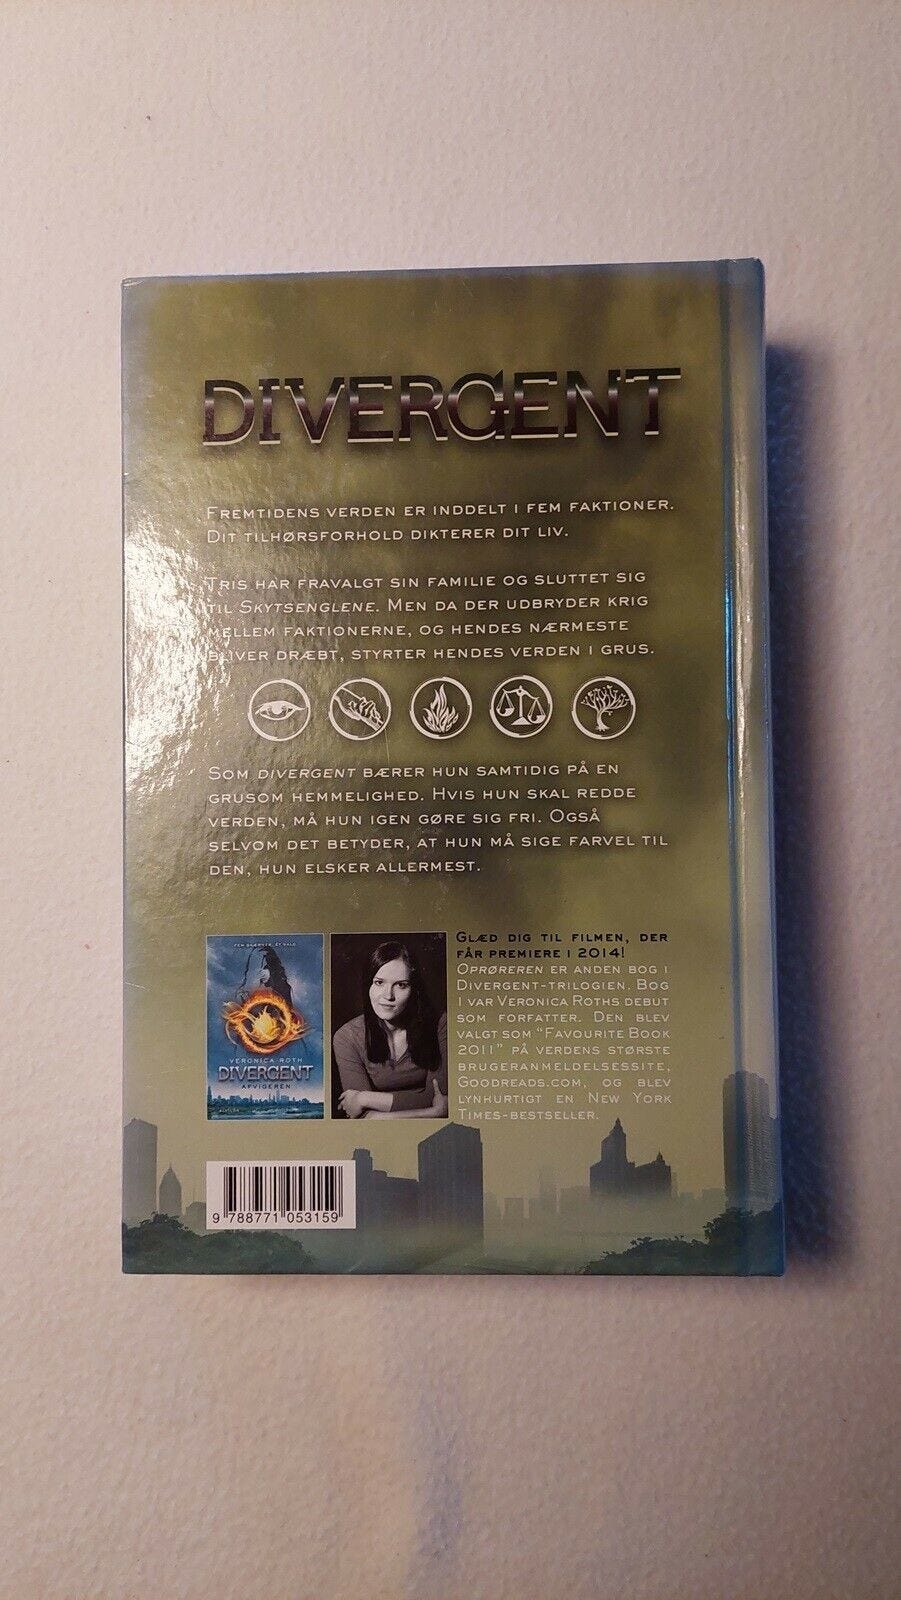 DIVERGENT
FREMTIDENS VERDEN ER INDDELT I FEM FAKTIONER.
DIT TILHØRSFORHOLD DIKTERER DIT LIV.
TRIS HAR FRAVALGT SIN FAMILIE OG SLUTTET SIG
TIL SKYTSENGLENE. MEN DA DER UDBRYDER KRIG
MELLEM FAKTIONERNE, OG HENDES NÆRMESTE
BLIVER DRÆBT, STYRTER HENDES VERDEN I GRUS.
SOM DIVERGENT BÆRER HUN SAMTIDIG PÅ EN
GRUSOM HEMMELIGHED. HVIS HUN SKAL REDDE
VERDEN, MÅ HUN IGEN GØRE SIG FRI. OGSÅ
SELVOM DET BETYDER, AT HUN MÅ SIGE FARVEL TIL
DEN, HUN ELSKER ALLERMEST.
FEM SKÆBNER. ÉT VALG
VERONICA ROTH
DIVERGENT
AFVIGEREN
GLÆD DIG TIL FILMEN, DER
FÅR PREMIERE I 2014!
OPRØREREN ER ANDEN BOG I
DIVERGENT-TRILOGIEN. BOG
I VAR VERONICA ROTHS DEBUT
SOM FORFATTER. DEN BLEV
VALGT SOM "FAVOURITE BOOK
2011" PÅ VERDENS STØRSTE
BRUGERANMELDELSESSITE,
GOODREADS.COM, OG BLEV
LYNHURTIGT EN NEW YORK
TIMES-BESTSELLER.
9 788771 053159